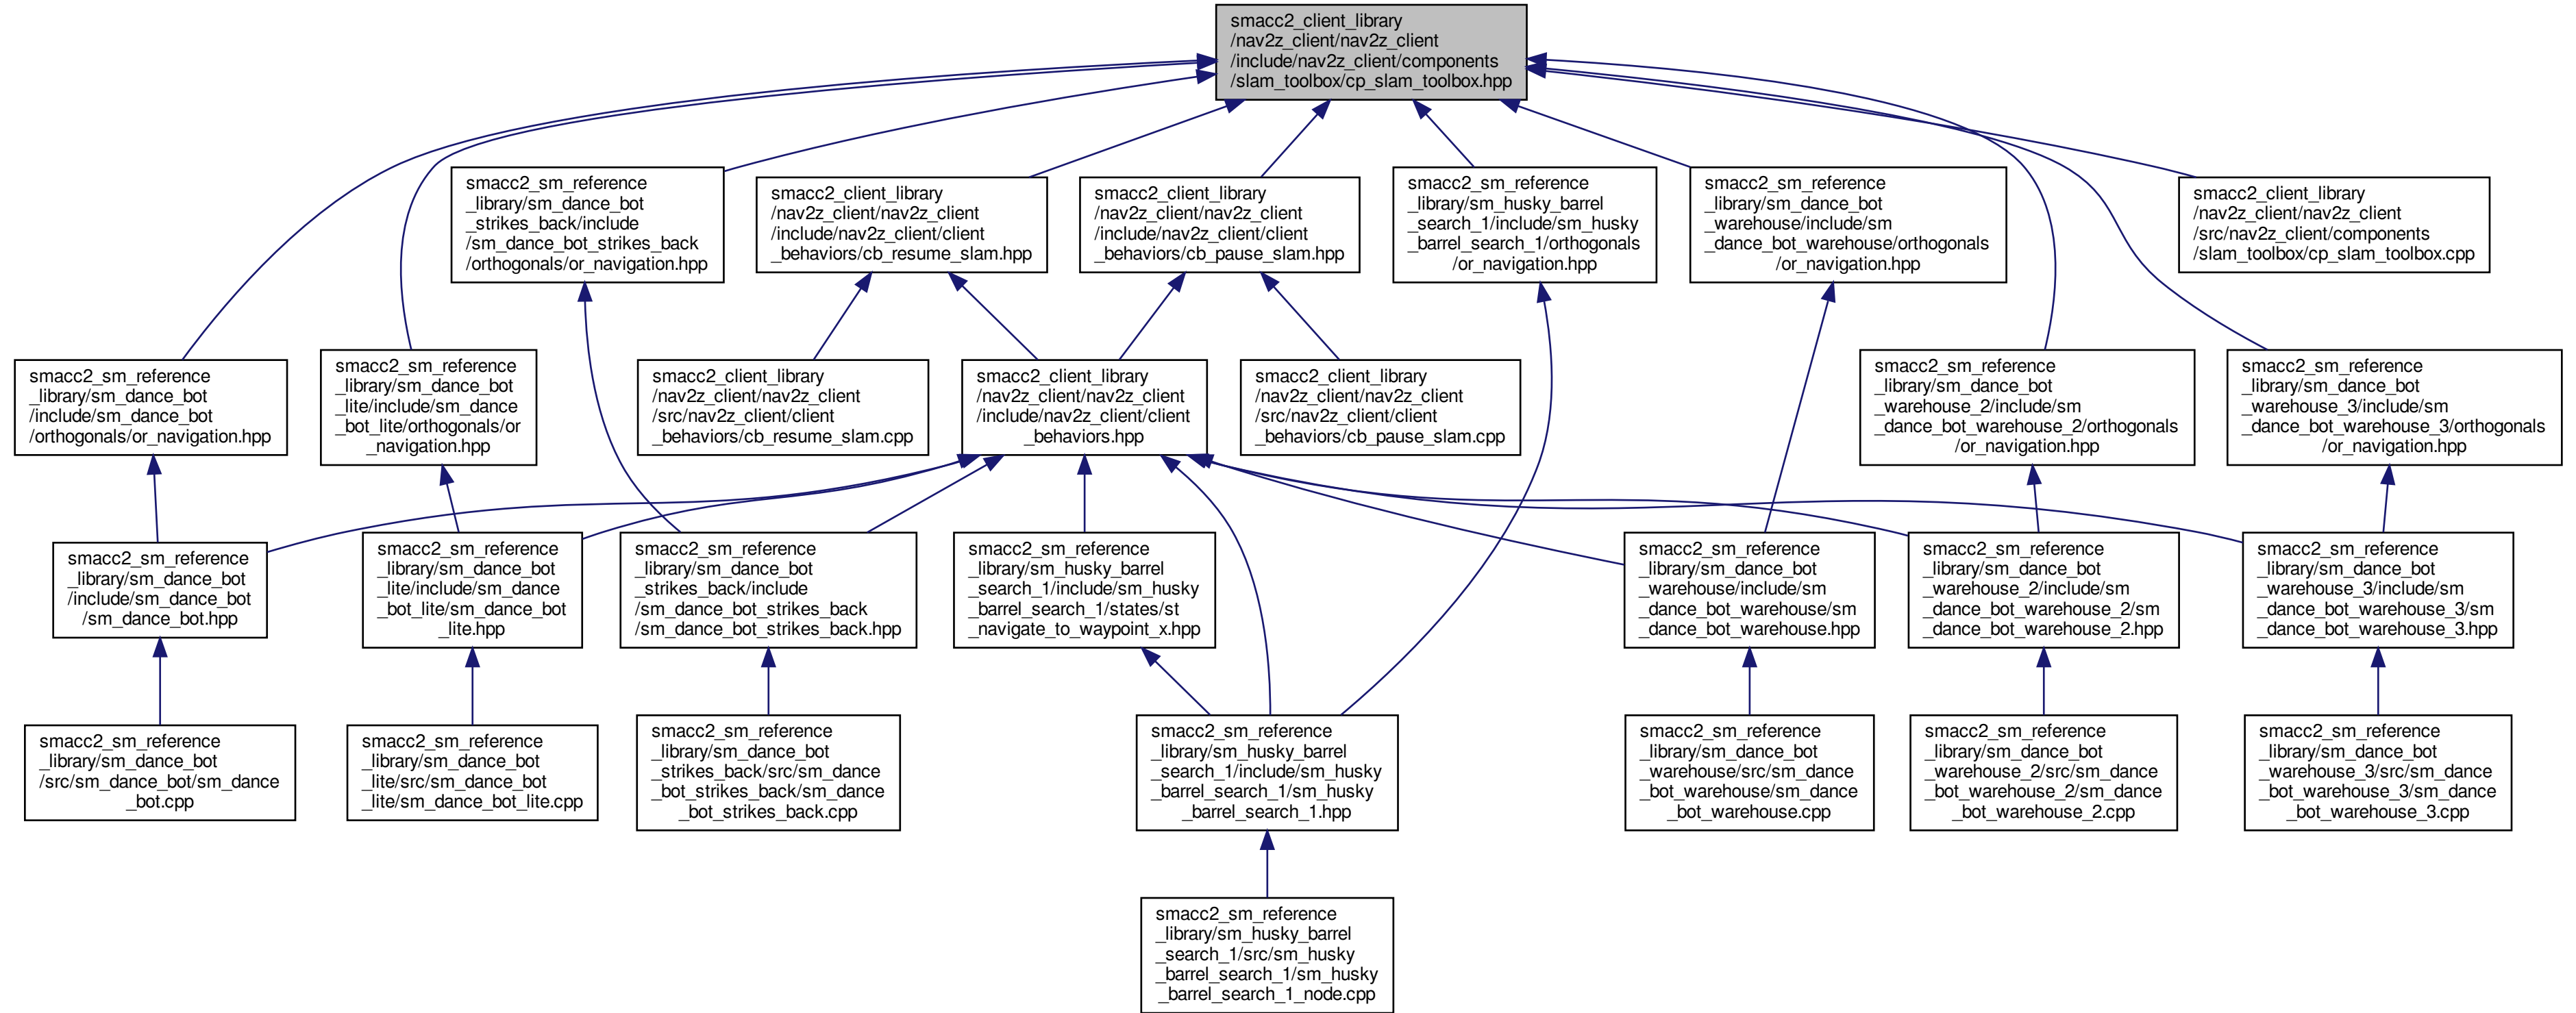 smacc2_client_library
/nav2z_client/nav2z_client
/include/nav2z_client/components
/slam_toolbox/cp_slam_toolbox.hpp
smacc2_sm_reference
_library/sm_dance_bot
_strikes_back/include
/sm_dance_bot_strikes_back
/orthogonals/or_navigation.hpp
smacc2_client_library
/nav2z_client/nav2z_client
/include/nav2z_client/client
_behaviors/cb_resume_slam.hpp
smacc2_client_library
/nav2z_client/nav2z_client
/include/nav2z_client/client
_behaviors/cb_pause_slam.hpp
smacc2_sm_reference
_library/sm_husky_barrel
_search_1/include/sm_husky
_barrel_search_1/orthogonals
/or_navigation.hpp
smacc2_sm_reference
_library/sm_dance_bot
_warehouse/include/sm
_dance_bot_warehouse/orthogonals
/or_navigation.hpp
smacc2_client_library
/nav2z_client/nav2z_client
/src/nav2z_client/components
/slam_toolbox/cp_slam_toolbox.cpp
smacc2_sm_reference
_library/sm_dance_bot
/include/sm_dance_bot
/orthogonals/or_navigation.hpp
smacc2_sm_reference
_library/sm_dance_bot
_lite/include/sm_dance
_bot_lite/orthogonals/or
_navigation.hpp
smacc2_client_library
/nav2z_client/nav2z_client
/src/nav2z_client/client
_behaviors/cb_resume_slam.cpp
smacc2_client_library
/nav2z_client/nav2z_client
/include/nav2z_client/client
_behaviors.hpp
smacc2_client_library
/nav2z_client/nav2z_client
/src/nav2z_client/client
_behaviors/cb_pause_slam.cpp
smacc2_sm_reference
_library/sm_dance_bot
_warehouse_2/include/sm
_dance_bot_warehouse_2/orthogonals
/or_navigation.hpp
smacc2_sm_reference
_library/sm_dance_bot
_warehouse_3/include/sm
_dance_bot_warehouse_3/orthogonals
/or_navigation.hpp
smacc2_sm_reference
_library/sm_dance_bot
/include/sm_dance_bot
/sm_dance_bot.hpp
smacc2_sm_reference
_library/sm_dance_bot
_lite/include/sm_dance
_bot_lite/sm_dance_bot
_lite.hpp
smacc2_sm_reference
_library/sm_dance_bot
_strikes_back/include
/sm_dance_bot_strikes_back
/sm_dance_bot_strikes_back.hpp
smacc2_sm_reference
_library/sm_husky_barrel
_search_1/include/sm_husky
_barrel_search_1/states/st
_navigate_to_waypoint_x.hpp
smacc2_sm_reference
_library/sm_dance_bot
_warehouse/include/sm
_dance_bot_warehouse/sm
_dance_bot_warehouse.hpp
smacc2_sm_reference
_library/sm_dance_bot
_warehouse_2/include/sm
_dance_bot_warehouse_2/sm
_dance_bot_warehouse_2.hpp
smacc2_sm_reference
_library/sm_dance_bot
_warehouse_3/include/sm
_dance_bot_warehouse_3/sm
_dance_bot_warehouse_3.hpp
smacc2_sm_reference
_library/sm_dance_bot
/src/sm_dance_bot/sm_dance
_bot.cpp
smacc2_sm_reference
_library/sm_dance_bot
_lite/src/sm_dance_bot
_lite/sm_dance_bot_lite.cpp
smacc2_sm_reference
_library/sm_dance_bot
_strikes_back/src/sm_dance
_bot_strikes_back/sm_dance
_bot_strikes_back.cpp
smacc2_sm_reference
_library/sm_husky_barrel
_search_1/include/sm_husky
_barrel_search_1/sm_husky
_barrel_search_1.hpp
smacc2_sm_reference
_library/sm_dance_bot
_warehouse/src/sm_dance
_bot_warehouse/sm_dance
_bot_warehouse.cpp
smacc2_sm_reference
_library/sm_dance_bot
_warehouse_2/src/sm_dance
_bot_warehouse_2/sm_dance
_bot_warehouse_2.cpp
smacc2_sm_reference
_library/sm_dance_bot
_warehouse_3/src/sm_dance
_bot_warehouse_3/sm_dance
_bot_warehouse_3.cpp
smacc2_sm_reference
_library/sm_husky_barrel
_search_1/src/sm_husky
_barrel_search_1/sm_husky
_barrel_search_1_node.cpp